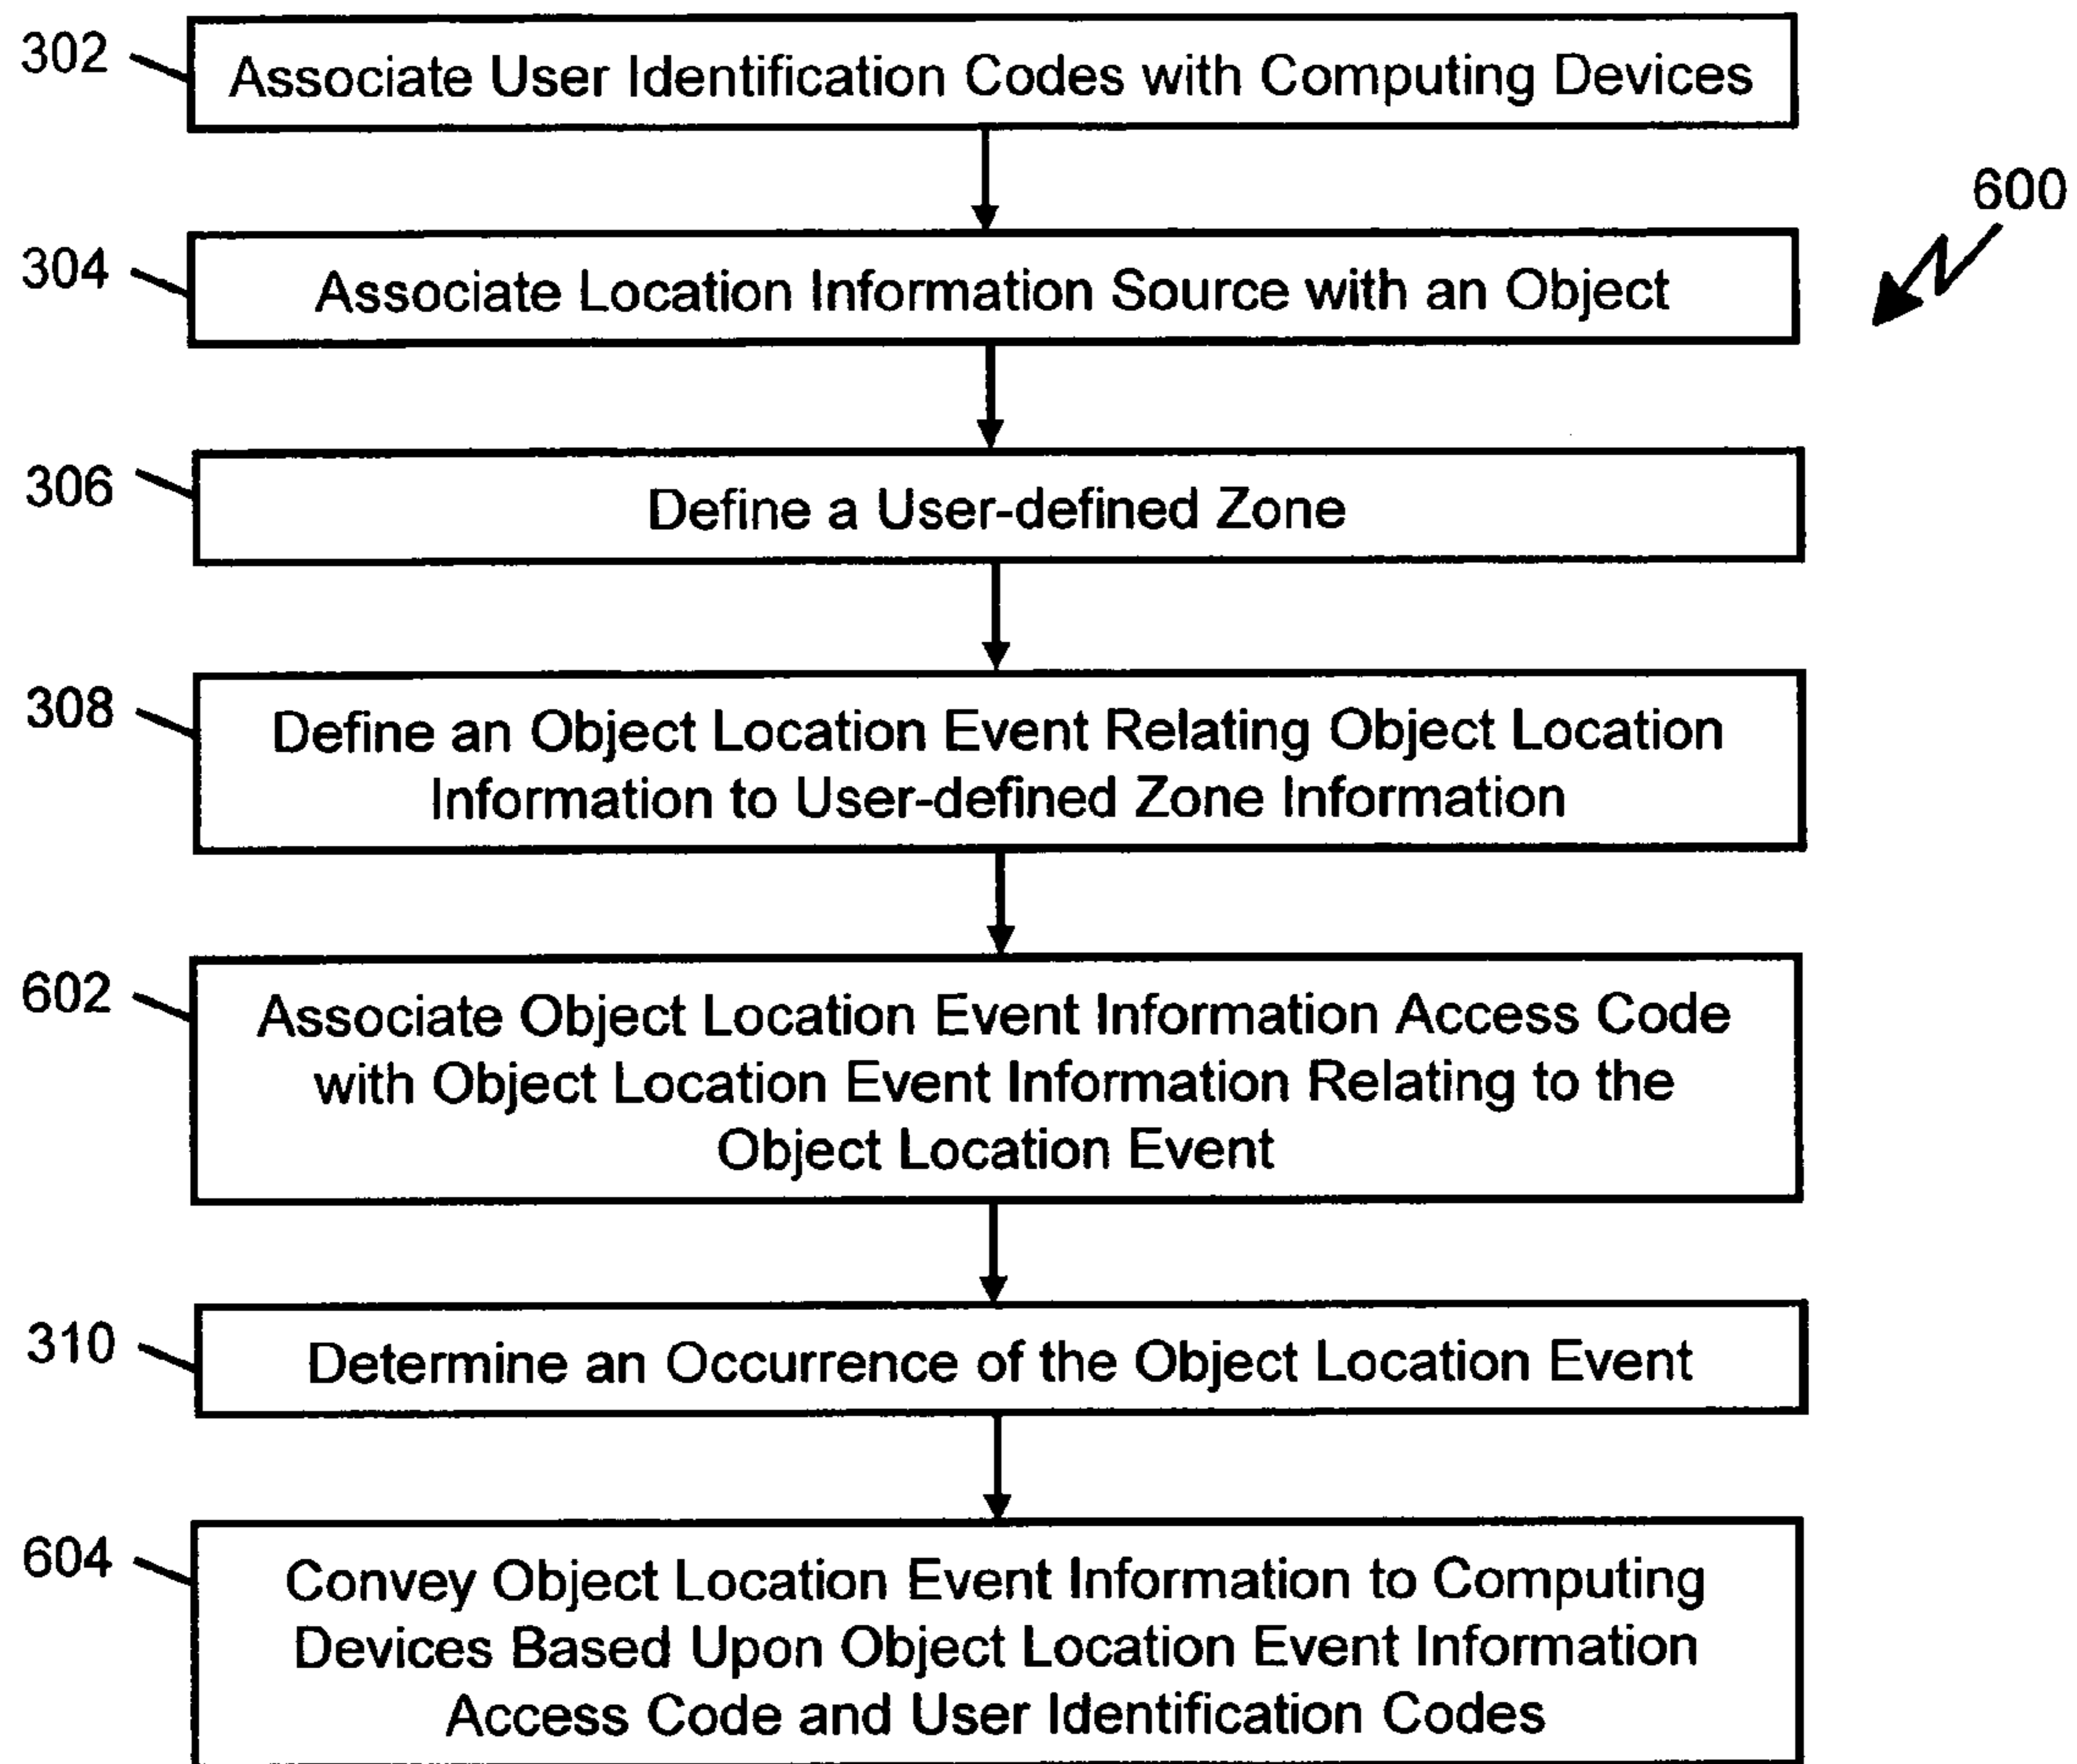 302
Associate User Identification Codes with Computing Devices
600
304
Associate Location Information Source with an Object
306
Define a User-defined Zone
308
Define an Object Location Event Relating Object Location
Information to User-defined Zone Information
602
Associate Object Location Event Information Access Code
with Object Location Event Information Relating to the
Object Location Event
310
Determine an Occurrence of the Object Location Event
604
Convey Object Location Event Information to Computing
Devices Based Upon Object Location Event Information
Access Code and User Identification Codes